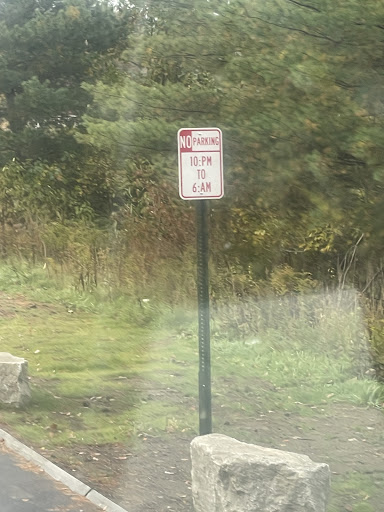 NO PARKING
10:PM
TO
6:AM